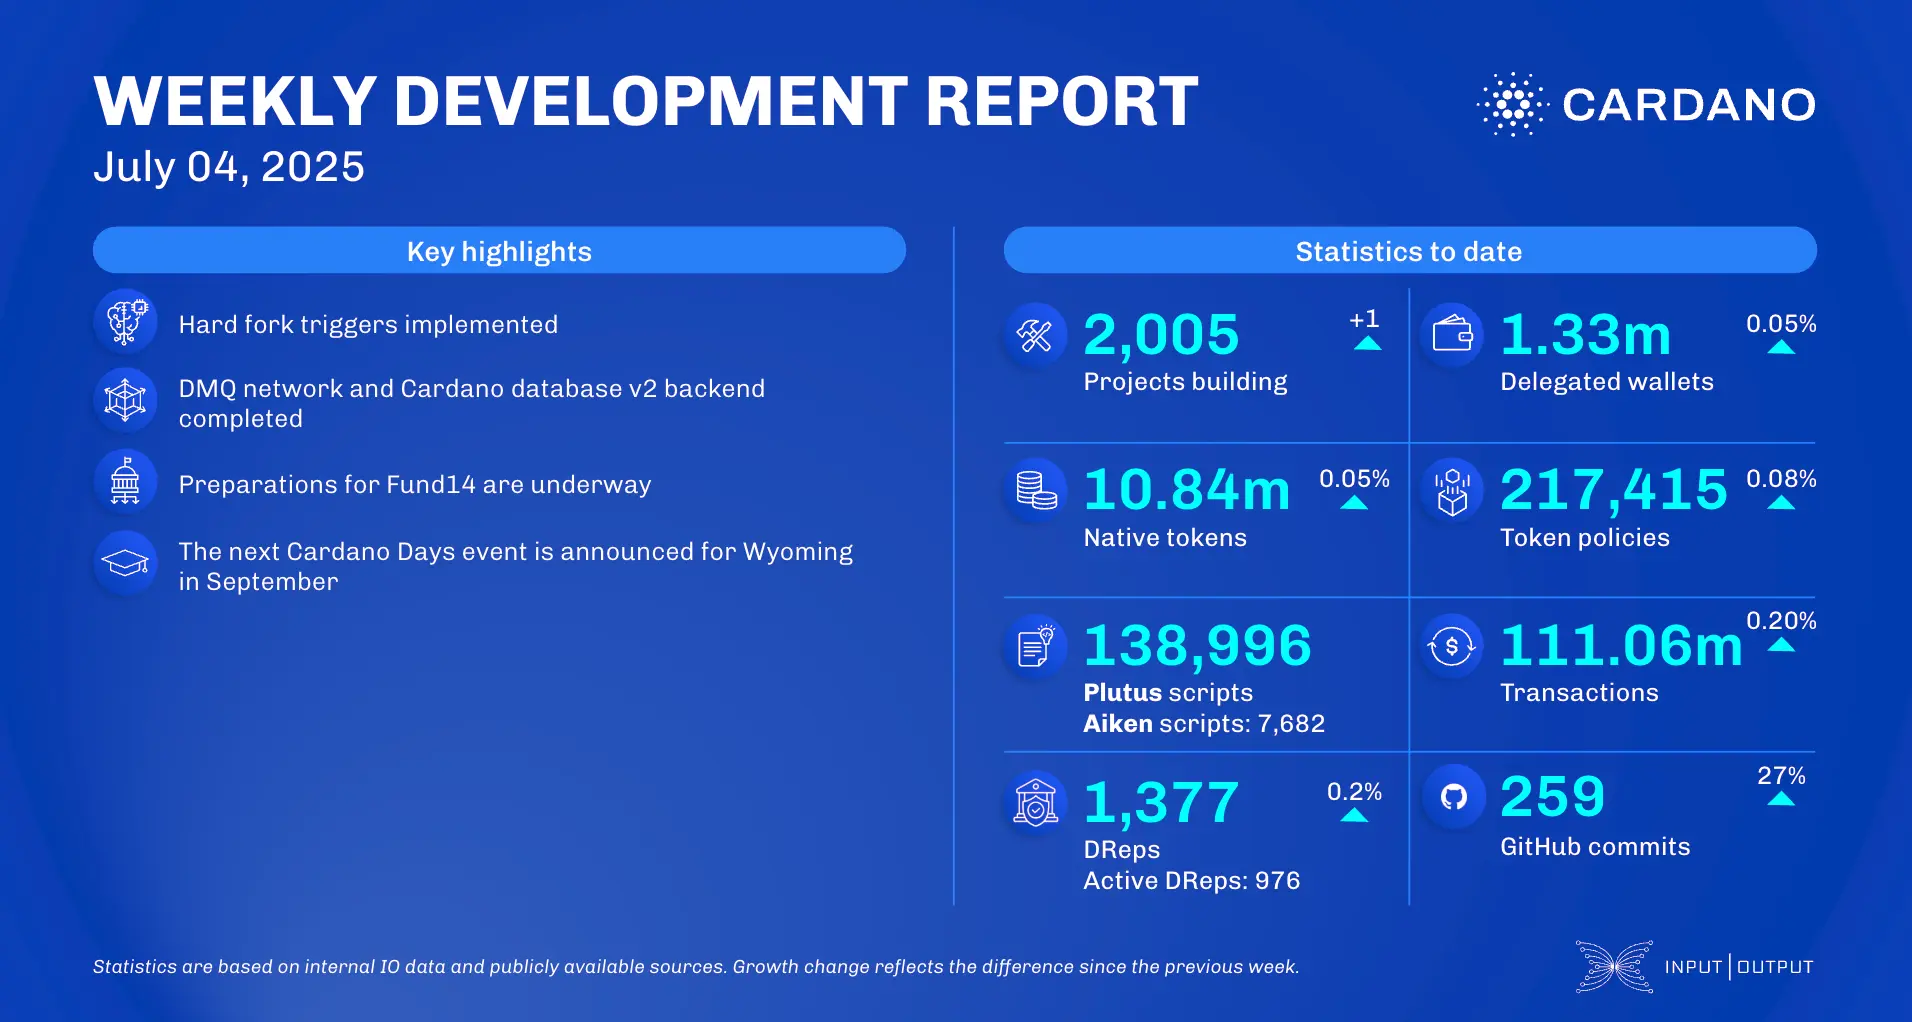 WEEKLY DEVELOPMENT REPORT
July 04, 2025
CARDANO
Key highlights
Hard fork triggers implemented
DMQ network and Cardano database v2 backend
completed
Preparations for Fund14 are underway
The next Cardano Days event is announced for Wyoming
in September
Statistics to date
2,005
+1
Projects building
1.33m
0.05%
Delegated wallets
10.84m
0.05%
Native tokens
217,415
0.08%
Token policies
138,996
Plutus scripts
Aiken scripts: 7,682
111.06m
0.20%
Transactions
1,377
0.2%
DReps
Active DReps: 976
259
27%
GitHub commits
Statistics are based on internal IO data and publicly available sources. Growth change reflects the difference since the previous week.
INPUT | OUTPUT